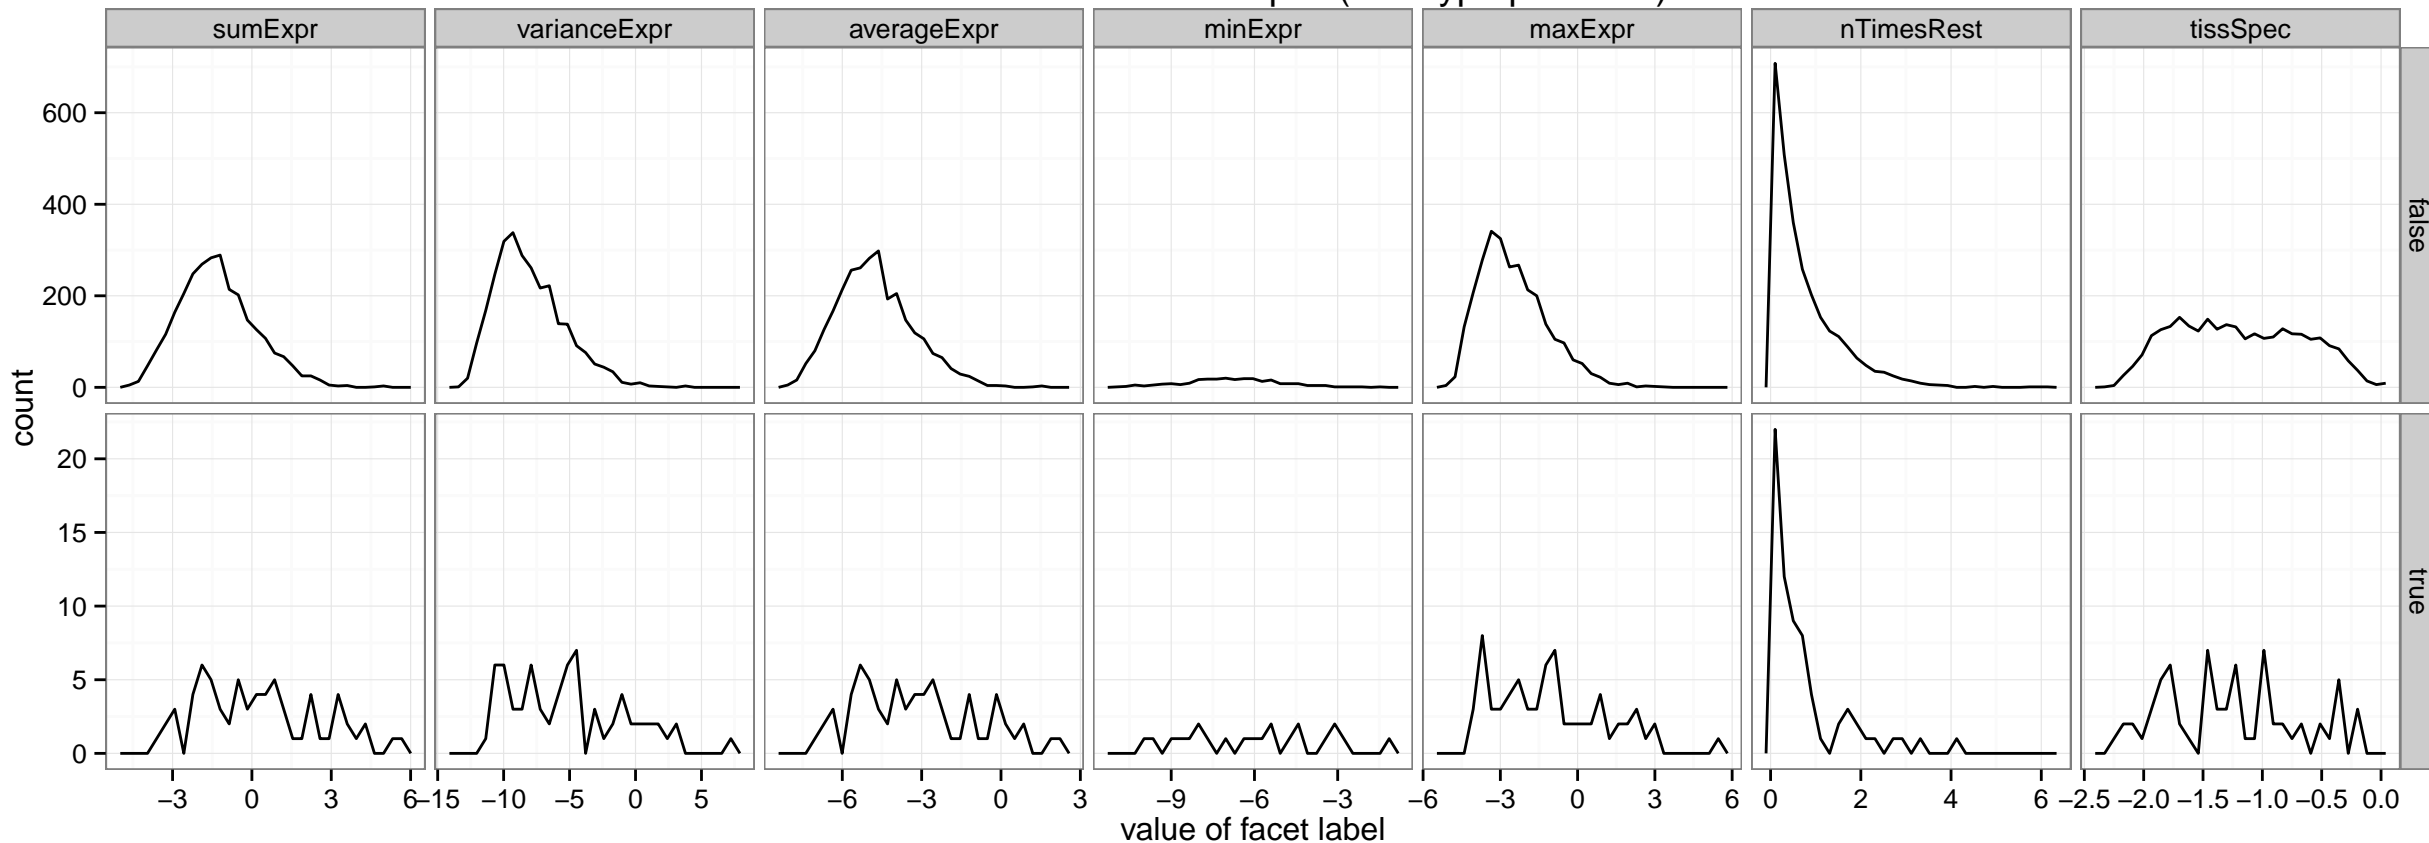 sumExpr varianceExpr averageExpr minExpr maxExpr nTimesRest tissSpec
600
400
200
0
false
count
20
15
10
5
0
true
−3 0 3 6 −15 −10 −5 0 5 −6 −3 0 3 −9 −6 −3 −6 −3 0 3 6 0 2 4 6 −2.5 −2.0 −1.5 −1.0 −0.5 0.0
value of facet label